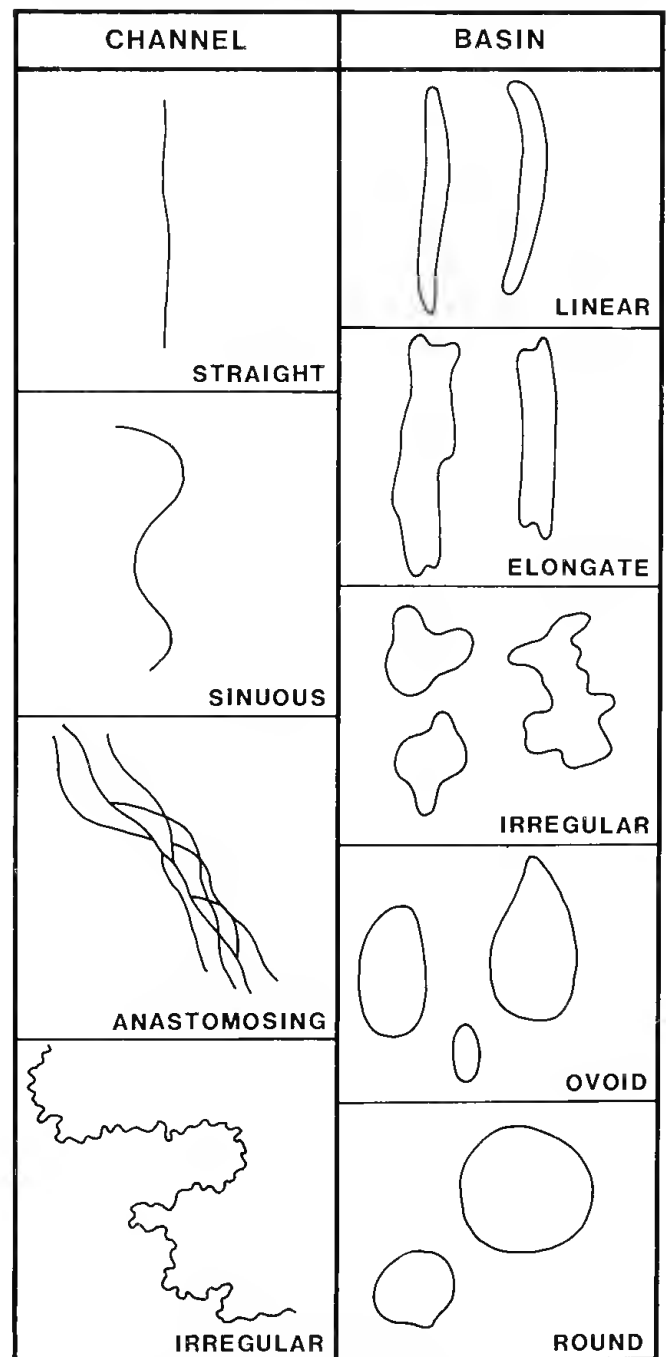 CHANNEL
STRAIGHT
SINUOUS
ANASTOMOSING
IRREGULAR
BASIN
LINEAR
ELONGATE
IRREGULAR
OVOID
ROUND